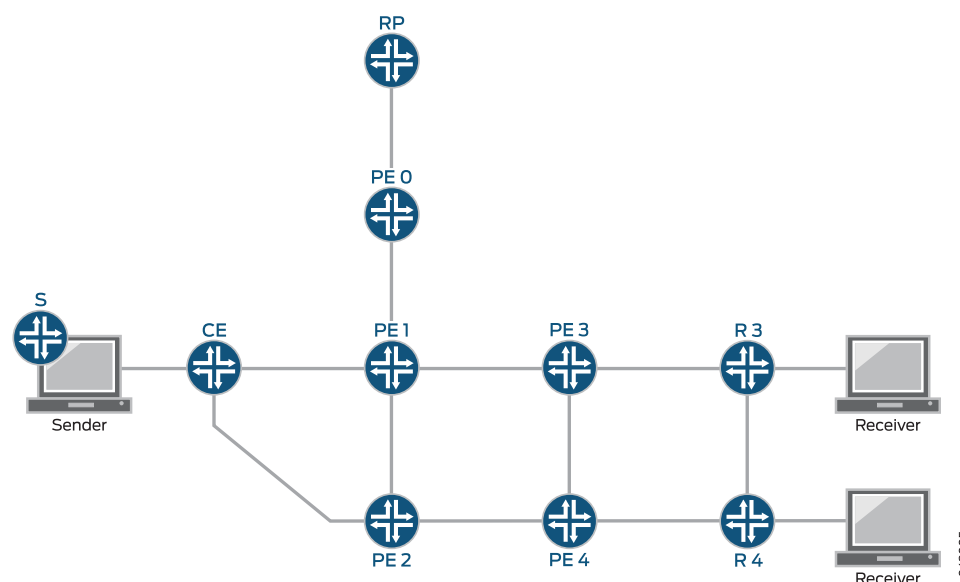 RP
PE 0
S
CE
PE 1
PE 3
R 3
Sender
Receiver
PE 2
PE 4
R 4
Receiver